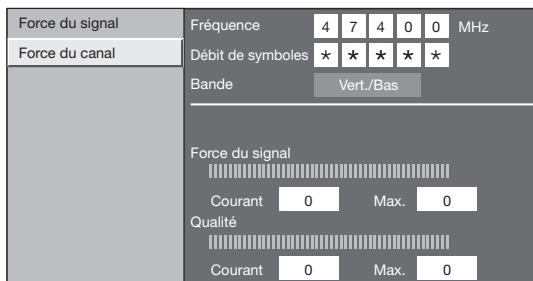 Force du signal
Force du canal
Fréquence 4 7 4 0 0 MHz
Débit de symboles * * * * *
Bande Vert./Bas
Force du signal
Courant 0 Max. 0
Qualité
Courant 0 Max. 0